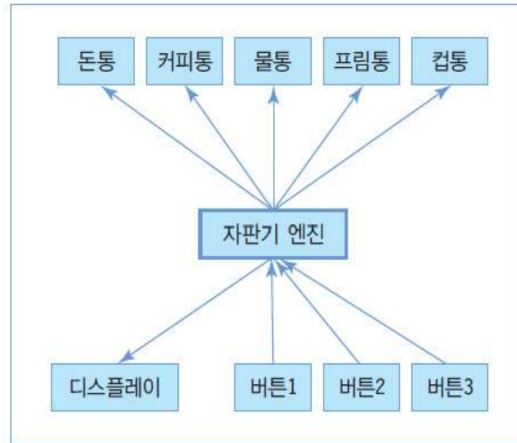 돈통 커피통 물통 프림통 컵통
자판기 엔진
디스플레이 버튼1 버튼2 버튼3